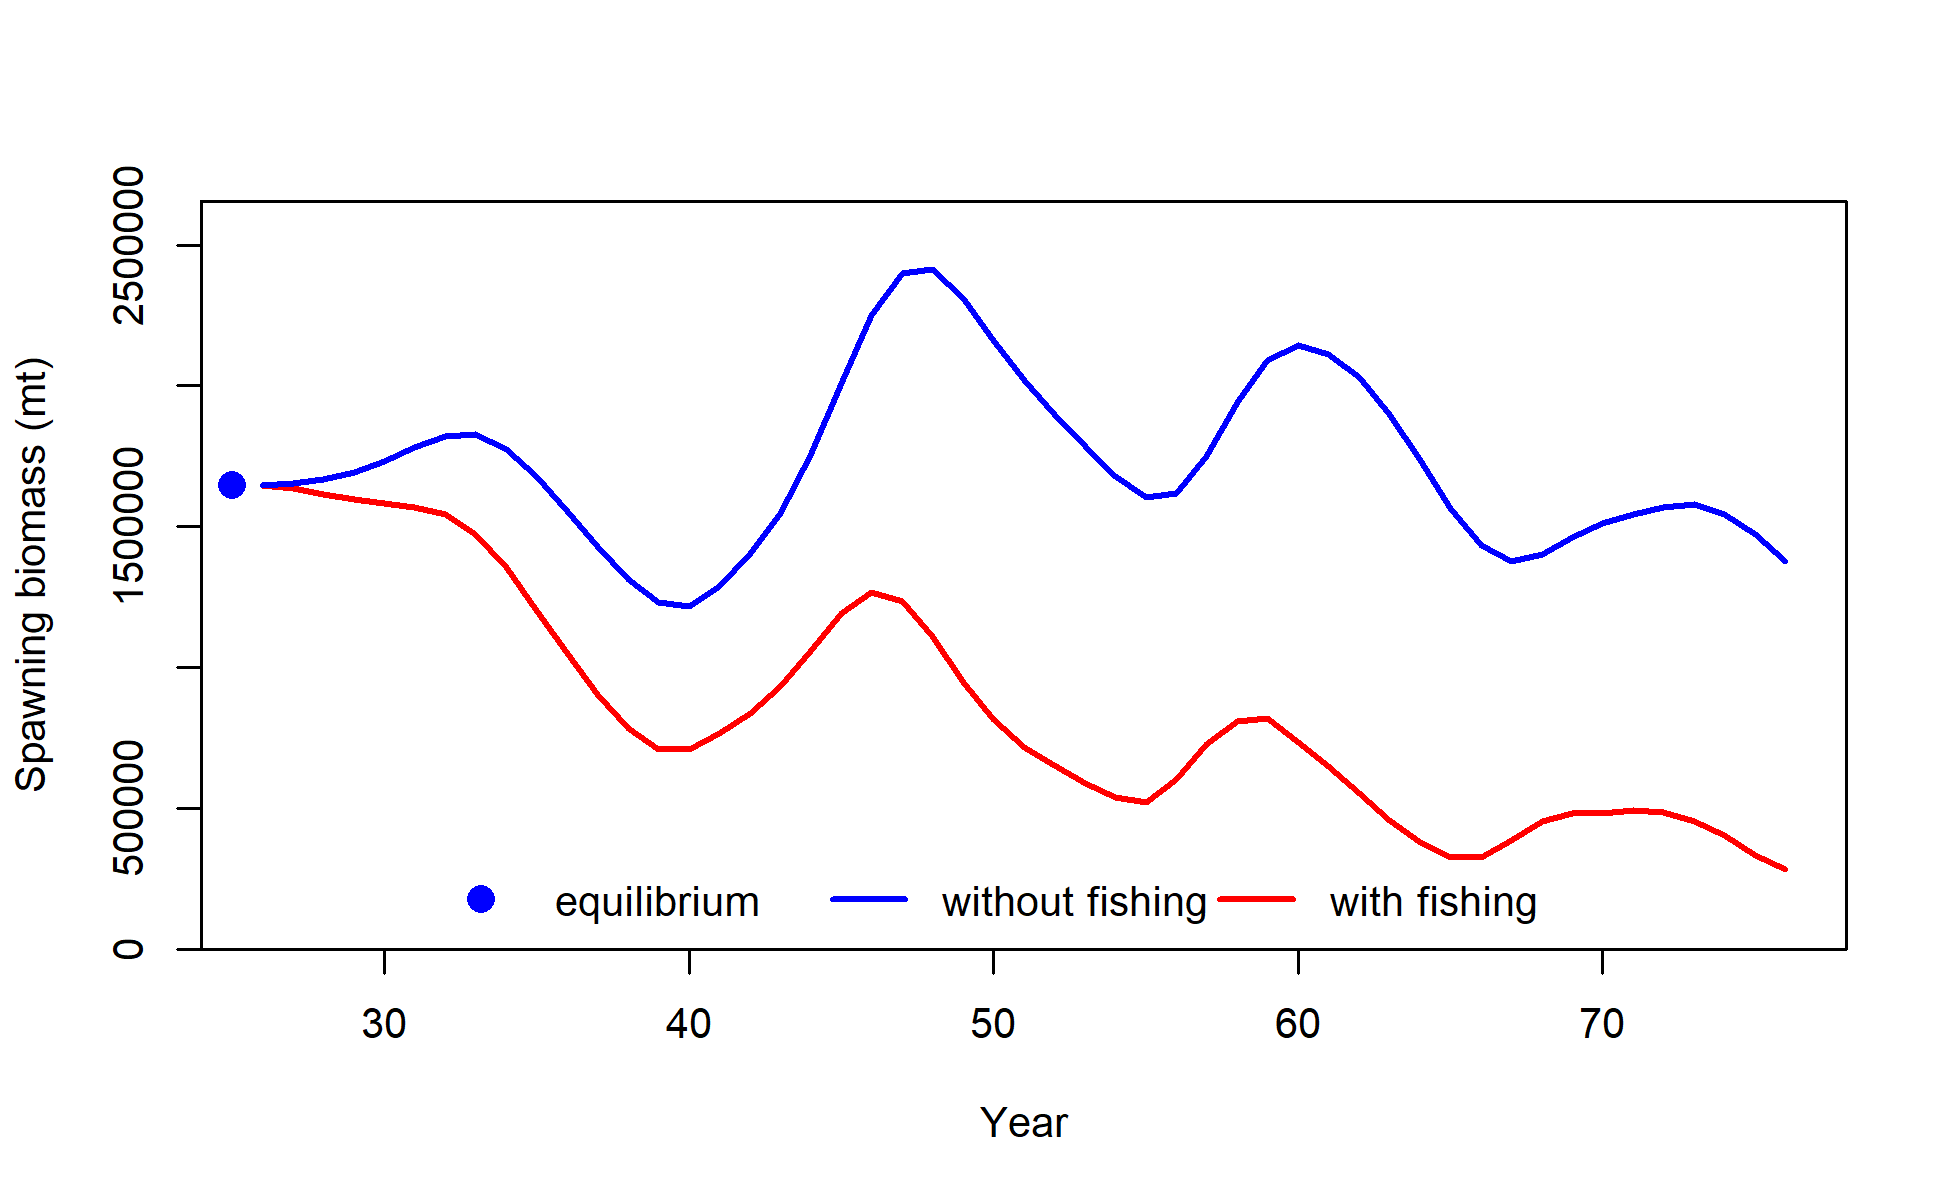 Spawning biomass (mt)
2500000
1500000
500000
0
equilibrium without fishing with fishing
30 40 50 60 70
Year